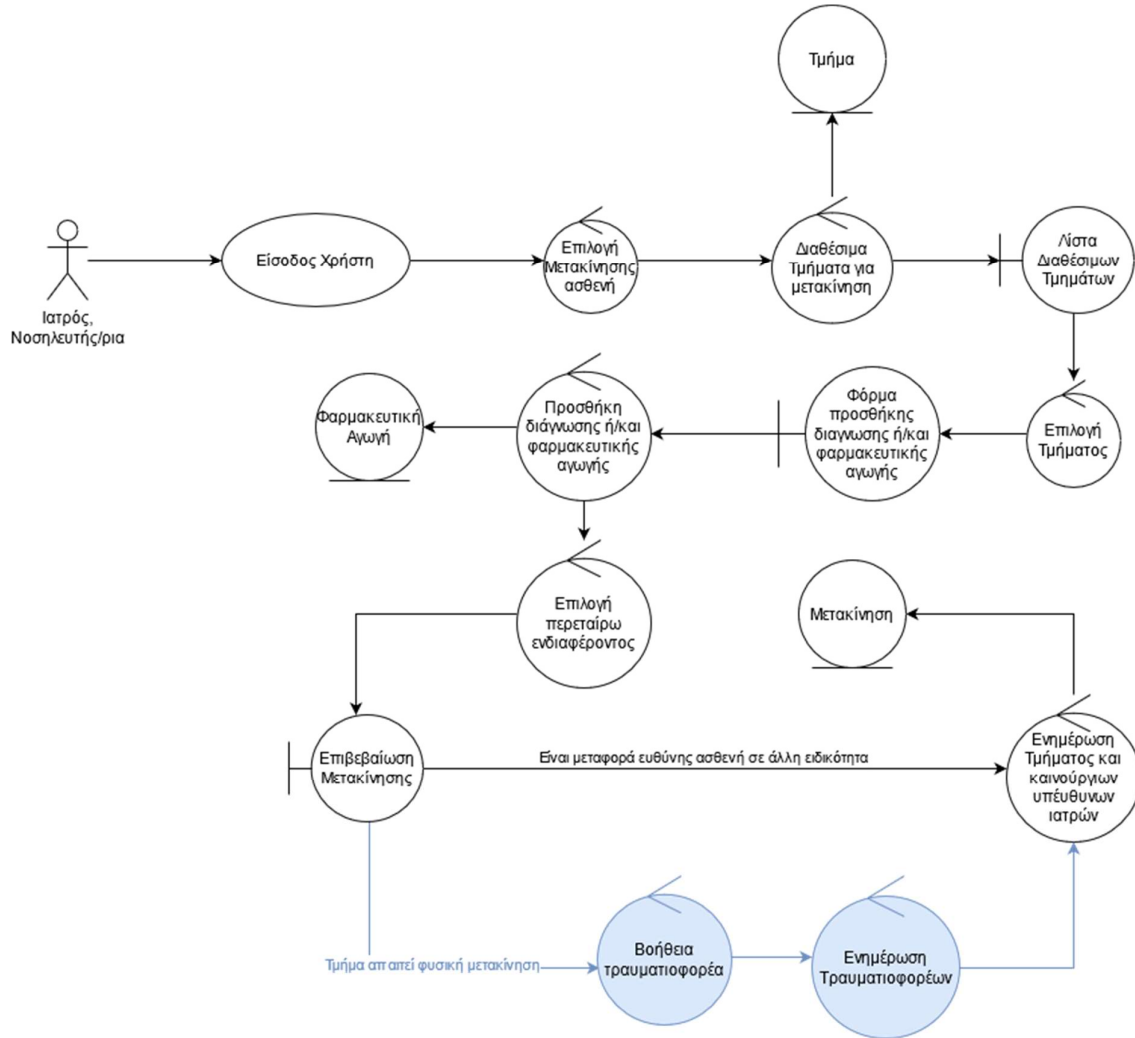 Τμήμα
Ιατρός,
Νοσηλευτής/ρια
Είσοδος Χρήστη
Επιλογή
Μετακίνησης
ασθενή
Διαθέσιμα
Τμήματα για
μετακίνηση
Λίστα
Διαθέσιμων
Τμημάτων
Φαρμακευτική
Αγωγή
Προσθήκη
διάγνωσης ή/και
φαρμακευτικής
αγωγής
Φόρμα
προσθήκης
διαγνωσης ή/και
φαρμακευτικής
αγωγής
Επιλογή
Τμήματος
Επιλογή
περεταίρω
ενδιαφέροντος
Μετακίνηση
Επιβεβαίωση
Μετακίνησης
Είναι μεταφορά ευθύνης ασθενή σε άλλη ειδικότητα
Ενημέρωση
Τμήματος και
καινούργιων
υπέυθυνων
ιατρών
Τμήμα απαιτεί φυσική μετακίνηση
Βοήθεια
τραυματιοφορέα
Ενημέρωση
Τραυματιοφορέων